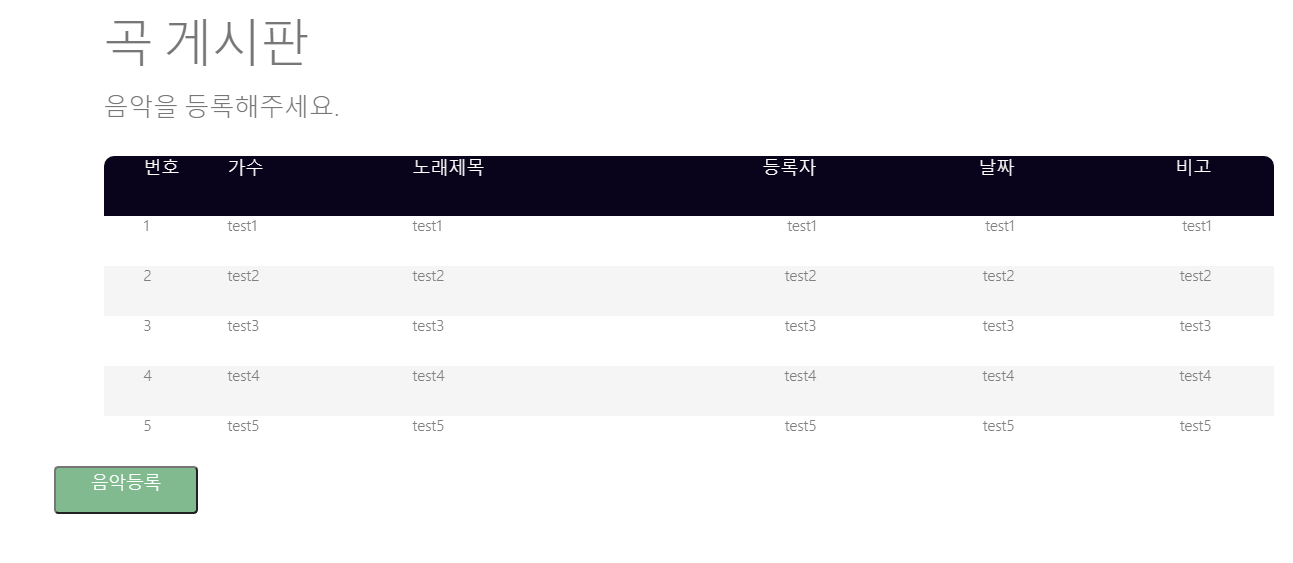 곡 게시판
음악을 등록해주세요.
번호 가수 노래제목 등록자 날짜 비고
1 test1 test1 test1 test1 test1
2 test2 test2 test2 test2 test2
3 test3 test3 test3 test3 test3
4 test4 test4 test4 test4 test4
5 test5 test5 test5 test5 test5
음악등록